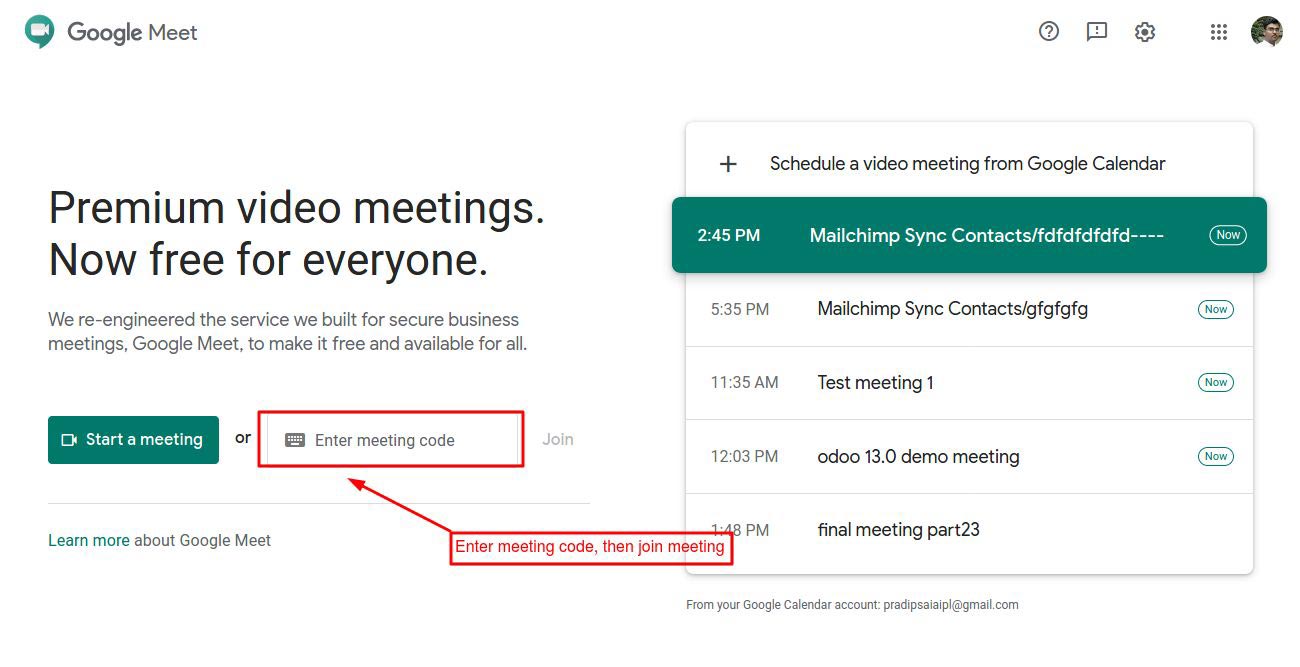 Google Meet
Premium video meetings.
Now free for everyone.
We re-engineered the service we built for secure business
meetings, Google Meet, to make it free and available for all.
Start a meeting or Enter meeting code Join
Enter meeting code, then join meeting
Learn more about Google Meet
Schedule a video meeting from Google Calendar
2:45 PM Mailchimp Sync Contacts/fdfdfdfdfd---- Now
5:35 PM Mailchimp Sync Contacts/gfgfgfg Now
11:35 AM Test meeting 1 Now
12:03 PM odoo 13.0 demo meeting Now
1:48 PM final meeting part23
From your Google Calendar account: pradipsaiaipl@gmail.com